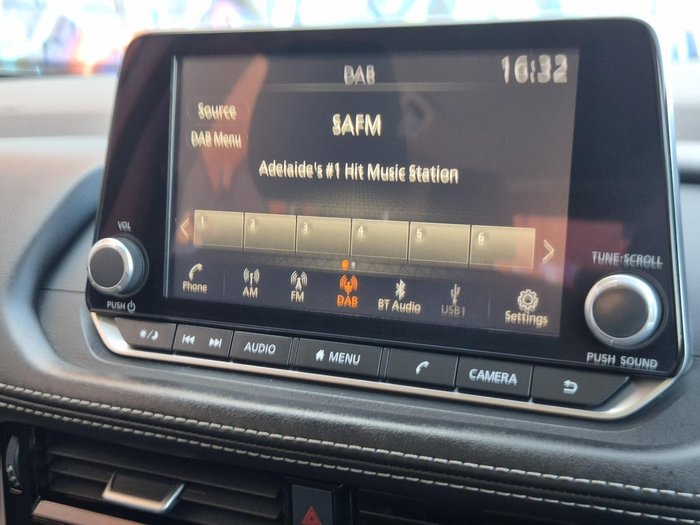 DAB
16:32
Source
DAB Menu
SAFM
Adelaide's #1 Hit Music Station
1 2 3 4 5 6
Phone AM FM DAB BT Audio USB1 Settings
VOL
PUSH
TUNE·SCROLL
PUSH SOUND
AUDIO MENU CAMERA